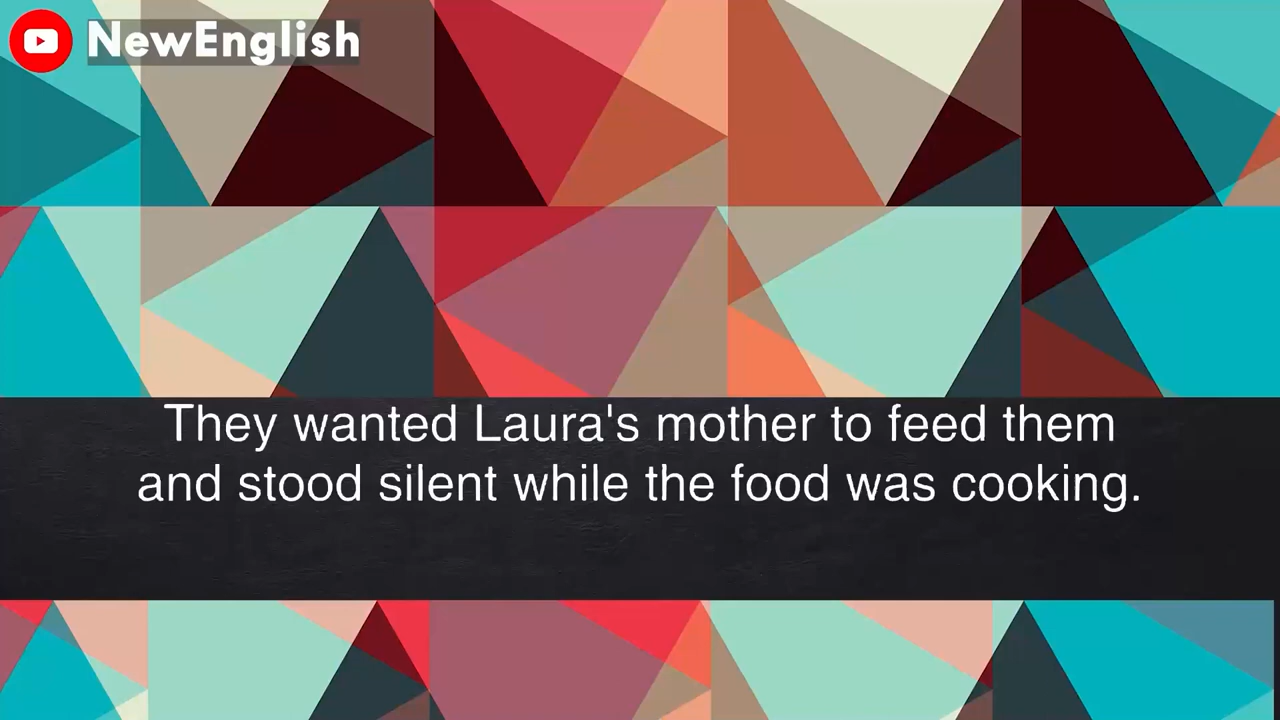 NewEnglish
They wanted Laura's mother to feed them
and stood silent while the food was cooking.